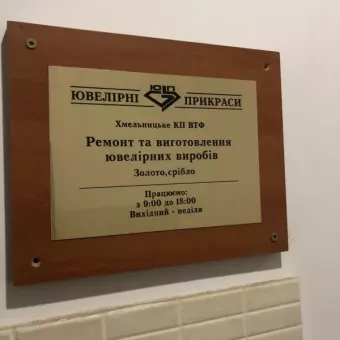 ЮВЕЛІРНІ ЮП ПРИКРАСИ
Хмельницьке КП ВТФ
Ремонт та виготовлення
ювелірних виробів
Золото,срібло
Працюємо:
з 9:00 до 18:00
Вихідний - неділя